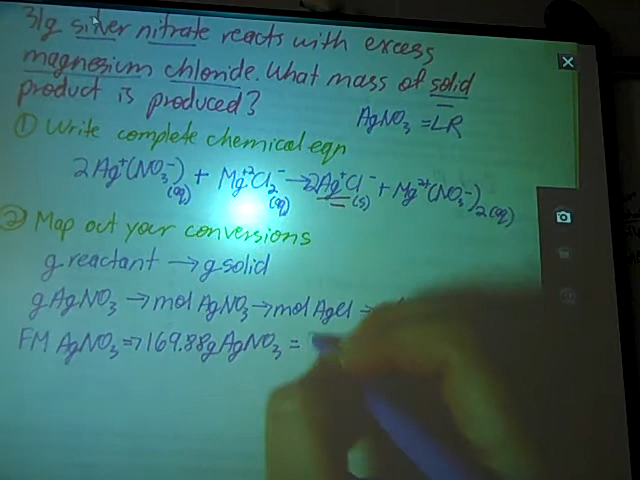 31g silver nitrate reacts with excess
magnesium chloride. What mass of solid
product is produced?
AgNO₃ = LR
① Write complete chemical eqn
2Ag⁺(NO₃⁻)(aq) + Mg⁺²Cl₂⁻(aq) → 2Ag⁺Cl⁻(s) + Mg²⁺(NO₃⁻)₂(aq)
② Map out your conversions
g reactant → g solid
g AgNO₃ → mol AgNO₃ → mol AgCl →
FM AgNO₃ ⇒ 169.88g AgNO₃ =